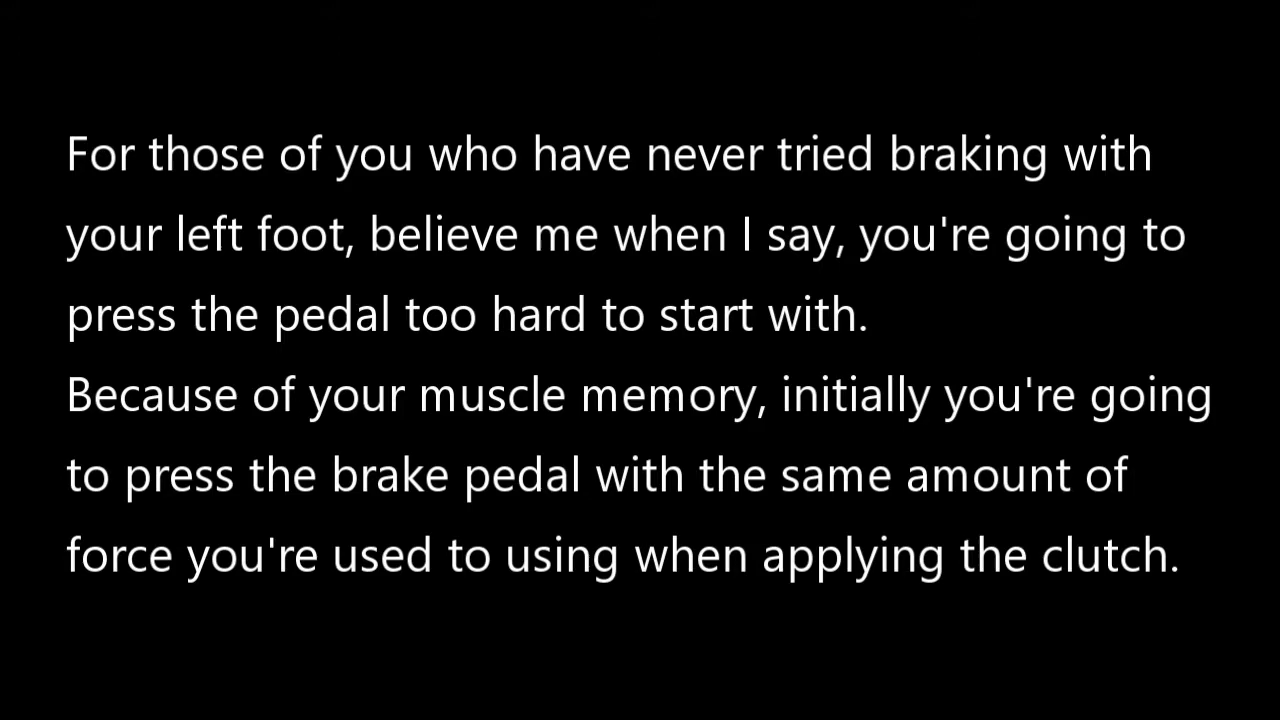 For those of you who have never tried braking with
your left foot, believe me when I say, you're going to
press the pedal too hard to start with.
Because of your muscle memory, initially you're going
to press the brake pedal with the same amount of
force you're used to using when applying the clutch.